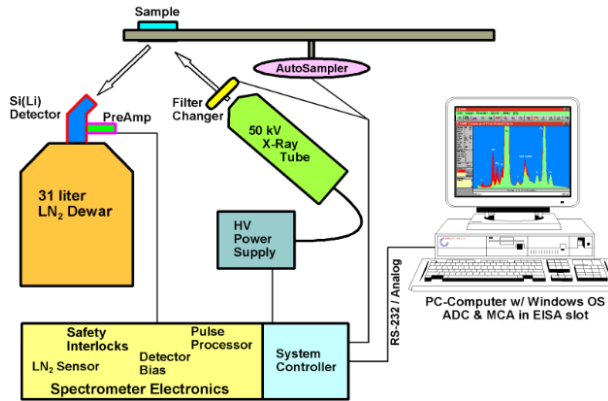 Sample
AutoSampler
Si(Li)
Detector
PreAmp
Filter
Changer
50 kV
X-Ray
Tube
31 liter
LN₂ Dewar
HV
Power
Supply
RS-232 / Analog
PC-Computer w/ Windows OS
ADC & MCA in EISA slot
Safety
Interlocks
Pulse
Processor
LN₂ Sensor
Detector
Bias
Spectrometer Electronics
System
Controller